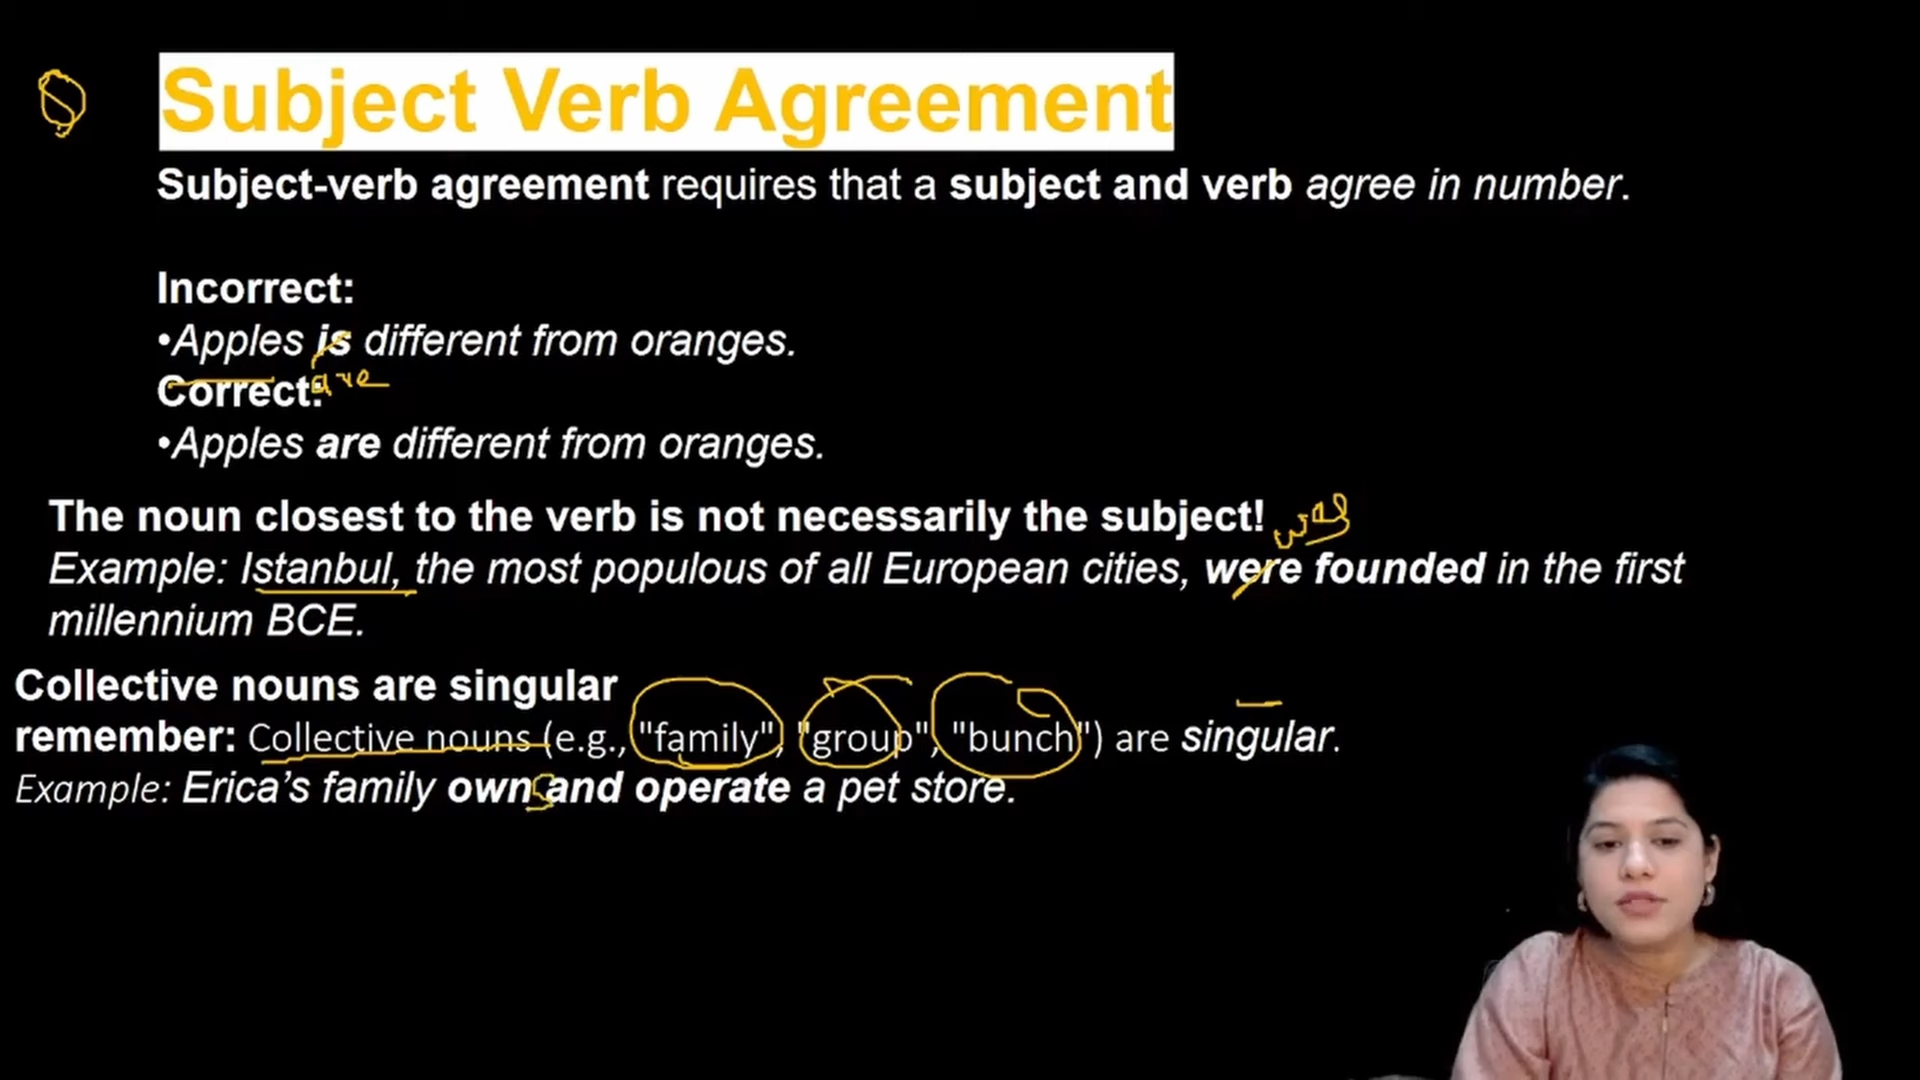 Subject Verb Agreement
Subject-verb agreement requires that a subject and verb agree in number.
Incorrect:
•Apples is different from oranges.
are
Correct:
•Apples are different from oranges.
The noun closest to the verb is not necessarily the subject! was
Example: Istanbul, the most populous of all European cities, were founded in the first
millennium BCE.
Collective nouns are singular
remember: Collective nouns (e.g., "family", "group", "bunch") are singular.
Example: Erica’s family own s and operate a pet store.